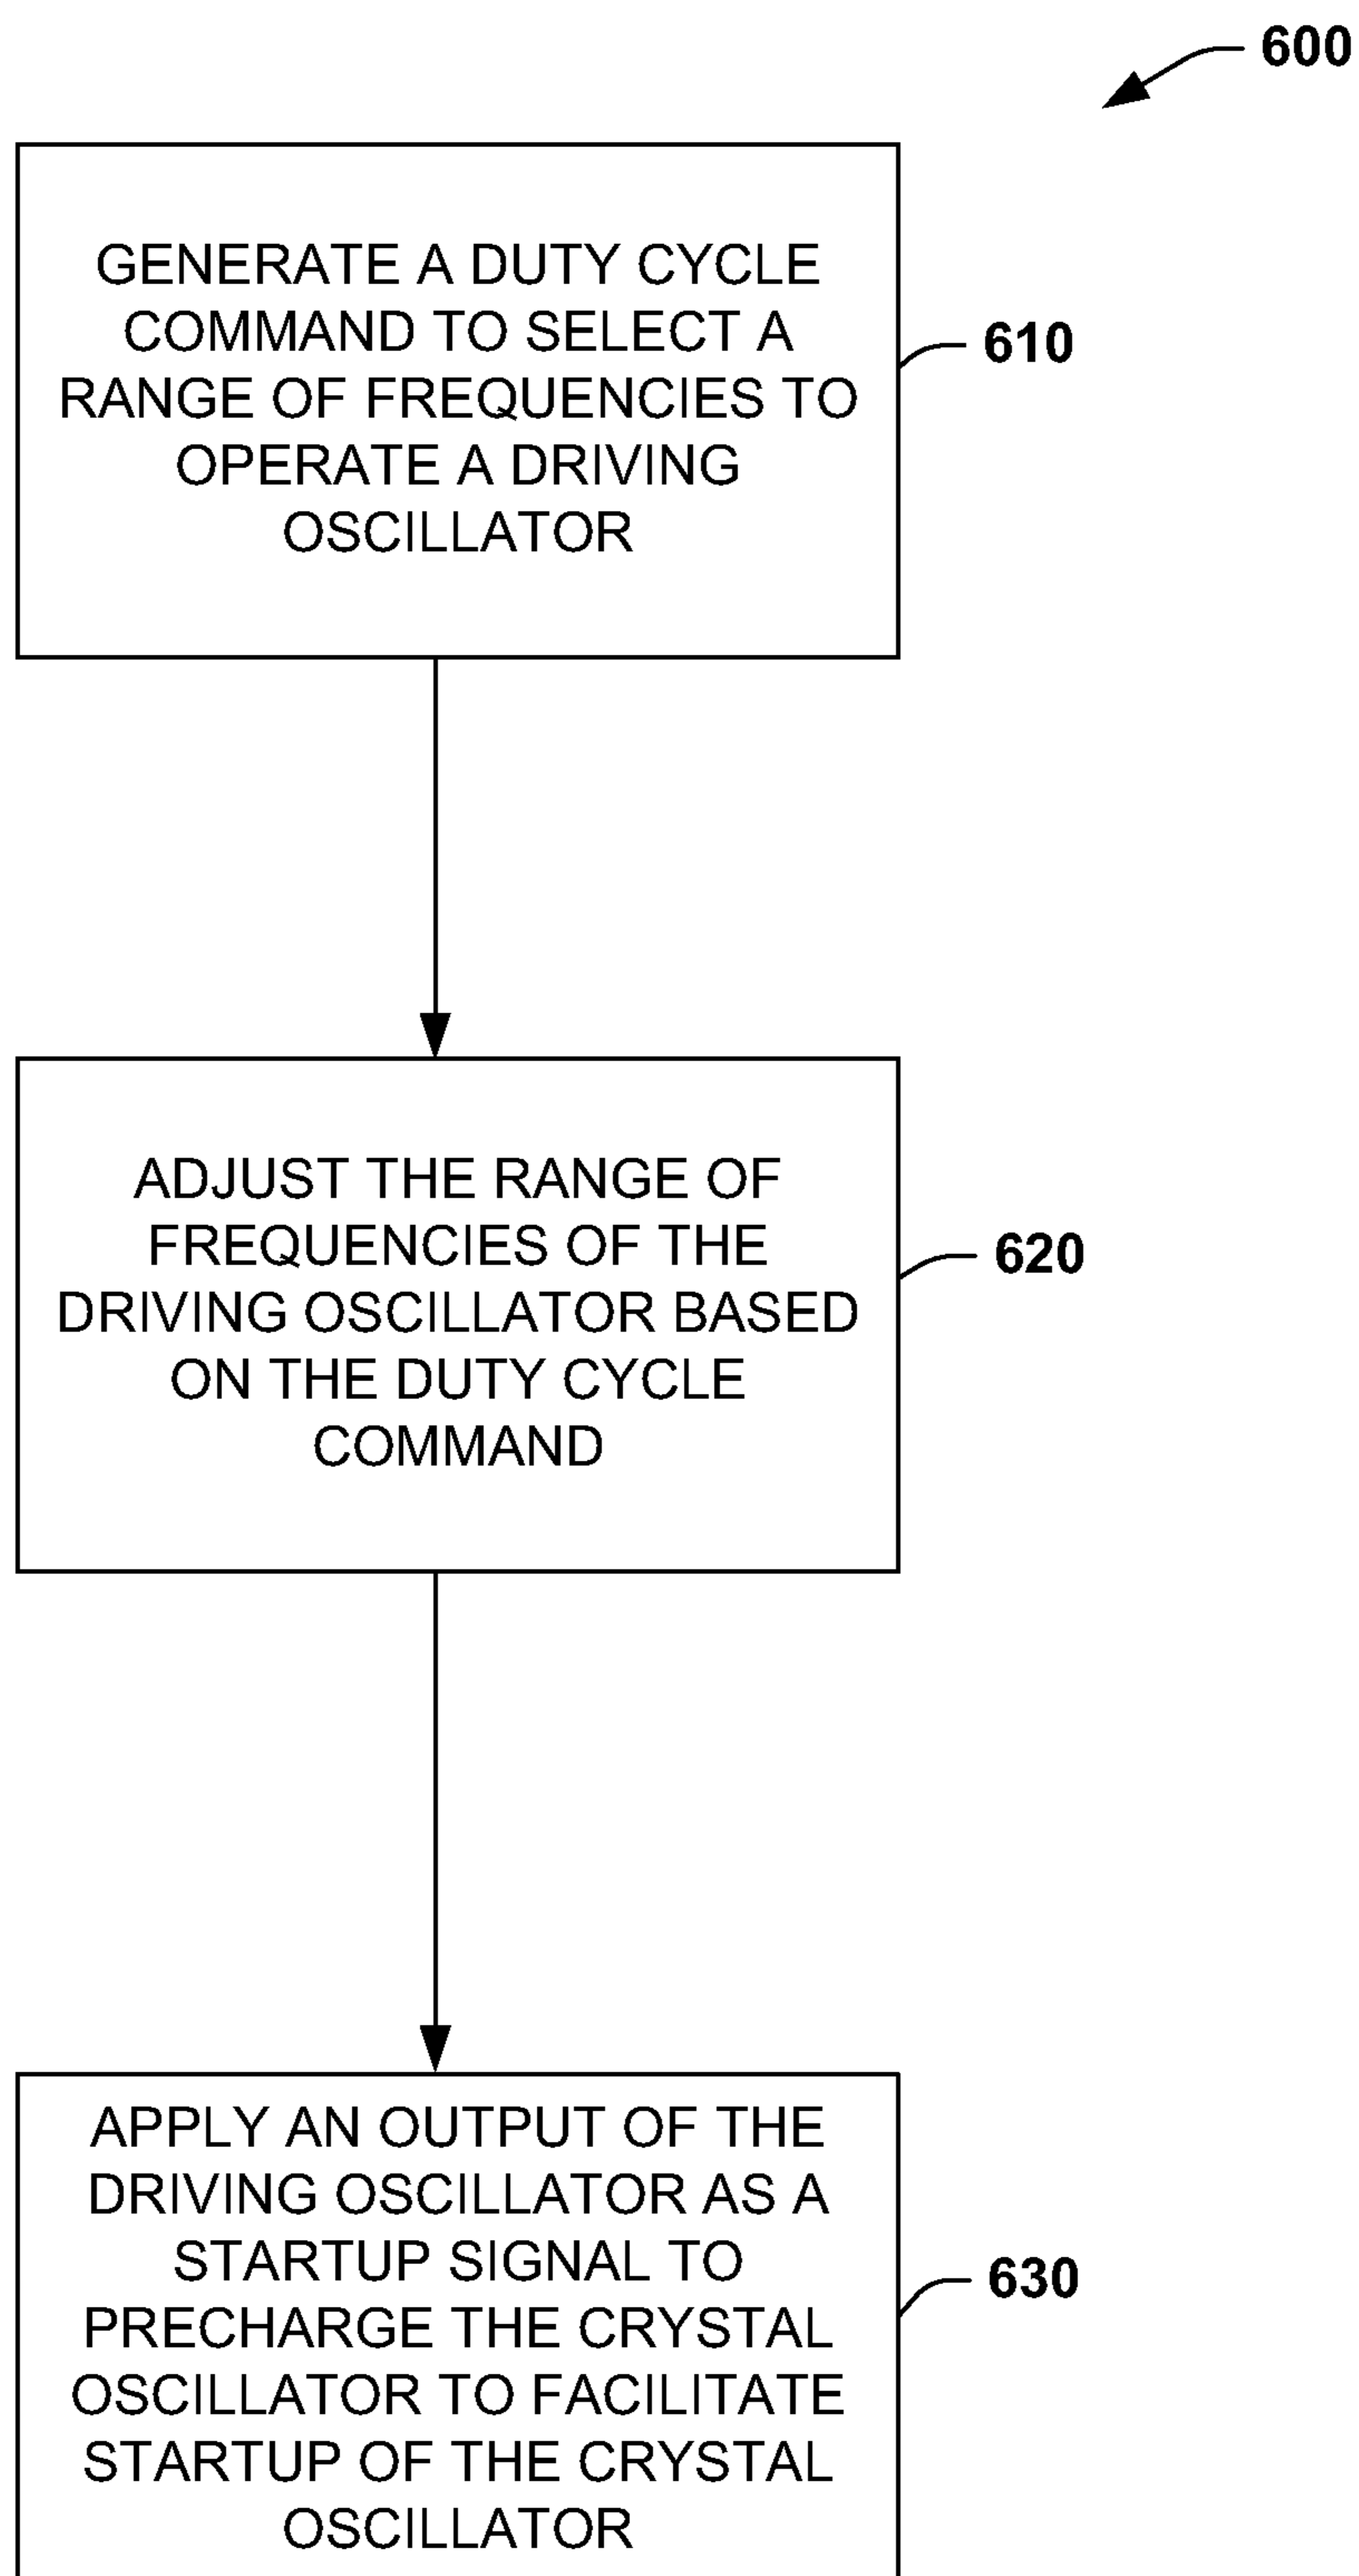 600
GENERATE A DUTY CYCLE
COMMAND TO SELECT A
RANGE OF FREQUENCIES TO
OPERATE A DRIVING
OSCILLATOR
610
ADJUST THE RANGE OF
FREQUENCIES OF THE
DRIVING OSCILLATOR BASED
ON THE DUTY CYCLE
COMMAND
620
APPLY AN OUTPUT OF THE
DRIVING OSCILLATOR AS A
STARTUP SIGNAL TO
PRECHARGE THE CRYSTAL
OSCILLATOR TO FACILITATE
STARTUP OF THE CRYSTAL
OSCILLATOR
630